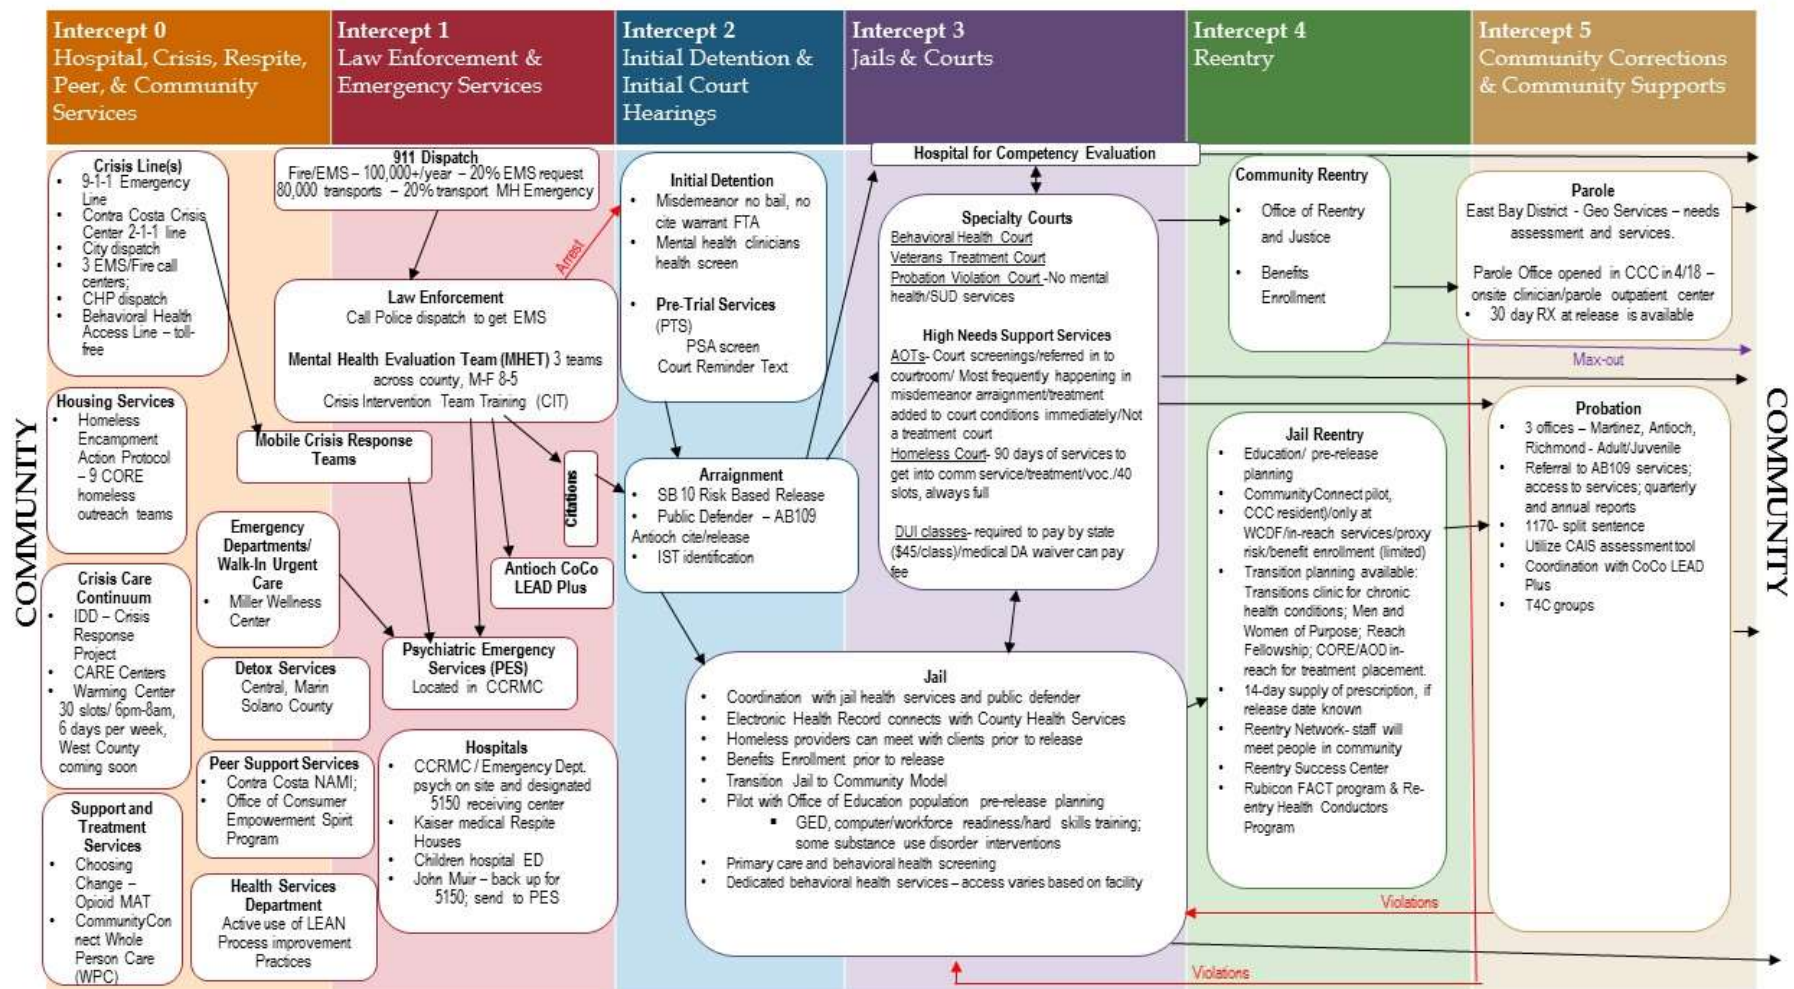 Intercept 0
Hospital, Crisis, Respite,
Peer, & Community
Services
Intercept 1
Law Enforcement &
Emergency Services
Intercept 2
Initial Detention &
Initial Court
Hearings
Intercept 3
Jails & Courts
Intercept 4
Reentry
Intercept 5
Community Corrections
& Community Supports
COMMUNITY
Crisis Line(s)
• 9-1-1 Emergency
Line
• Contra Costa Crisis
Center 2-1-1 line
• City dispatch
• 3 EMS/Fire call
centers;
• CHP dispatch
• Behavioral Health
Access Line – toll-
free
Housing Services
• Homeless
Encampment
Action Protocol
– 9 CORE
homeless
outreach teams
Crisis Care
Continuum
• IDD – Crisis
Response
Project
• CARE Centers
• Warming Center
30 slots/ 6pm-8am,
6 days per week,
West County
coming soon
Support and
Treatment
Services
• Choosing
Change –
Opioid MAT
• CommunityCon
nect Whole
Person Care
(WPC)
911 Dispatch
Fire/EMS – 100,000+/year – 20% EMS request
80,000 transports – 20% transport MH Emergency
Arrest
Law Enforcement
Call Police dispatch to get EMS
Mental Health Evaluation Team (MHET) 3 teams
across county, M-F 8-5
Crisis Intervention Team Training (CIT)
Mobile Crisis Response
Teams
Citations
Emergency
Departments/
Walk-In Urgent
Care
• Miller Wellness
Center
Antioch CoCo
LEAD Plus
Psychiatric Emergency
Services (PES)
Located in CCRMC
Detox Services
Central, Marin
Solano County
Peer Support Services
• Contra Costa NAMI;
• Office of Consumer
Empowerment Spirit
Program
Health Services
Department
Active use of LEAN
Process improvement
Practices
Hospitals
• CCRMC / Emergency Dept.
psych on site and designated
5150 receiving center
• Kaiser medical Respite
Houses
• Children hospital ED
• John Muir – back up for
5150; send to PES
Initial Detention
• Misdemeanor no bail, no
cite warrant FTA
• Mental health clinicians
health screen
• Pre-Trial Services
(PTS)
PSA screen
Court Reminder Text
Arraignment
• SB 10 Risk Based Release
• Public Defender – AB109
Antioch cite/release
• IST identification
Hospital for Competency Evaluation
Specialty Courts
Behavioral Health Court
Veterans Treatment Court
Probation Violation Court -No mental
health/SUD services
High Needs Support Services
AOTs- Court screenings/referred in to
courtroom/ Most frequently happening in
misdemeanor arraignment/treatment
added to court conditions immediately/Not
a treatment court
Homeless Court- 90 days of services to
get into comm service/treatment/voc./40
slots, always full
DUI classes- required to pay by state
($45/class)/medical DA waiver can pay
fee
Jail
• Coordination with jail health services and public defender
• Electronic Health Record connects with County Health Services
• Homeless providers can meet with clients prior to release
• Benefits Enrollment prior to release
• Transition Jail to Community Model
• Pilot with Office of Education population pre-release planning
▪ GED, computer/workforce readiness/hard skills training;
some substance use disorder interventions
• Primary care and behavioral health screening
• Dedicated behavioral health services – access varies based on facility
Community Reentry
• Office of Reentry
and Justice
• Benefits
Enrollment
Jail Reentry
• Education/ pre-release
planning
• CommunityConnect pilot,
• CCC resident)/only at
WCDF/in-reach services/proxy
risk/benefit enrollment (limited)
• Transition planning available:
Transitions clinic for chronic
health conditions; Men and
Women of Purpose; Reach
Fellowship; CORE/AOD in-
reach for treatment placement.
• 14-day supply of prescription, if
release date known
• Reentry Network- staff will
meet people in community
• Reentry Success Center
• Rubicon FACT program & Re-
entry Health Conductors
Program
Parole
East Bay District - Geo Services – needs
assessment and services.
Parole Office opened in CCC in 4/18 –
onsite clinician/parole outpatient center
• 30 day RX at release is available
Max-out
Probation
• 3 offices – Martinez, Antioch,
Richmond - Adult/Juvenile
• Referral to AB109 services;
access to services; quarterly
and annual reports
• 1170- split sentence
• Utilize CAIS assessment tool
• Coordination with CoCo LEAD
Plus
• T4C groups
Violations
Violations
COMMUNITY